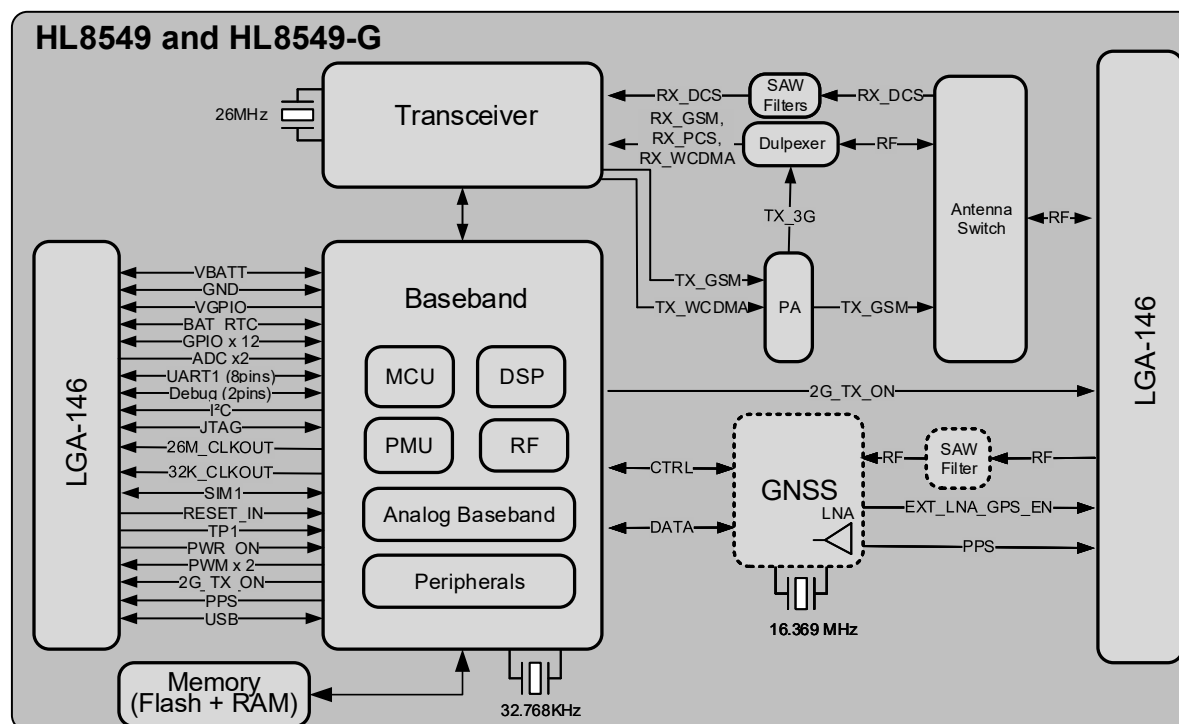 HL8549 and HL8549-G
26MHz
Transceiver
RX_DCS
SAW
Filters
RX_DCS
RX_GSM,
RX_PCS,
RX_WCDMA
Dulpexer
RF
TX_3G
Antenna
Switch
RF
TX_GSM
TX_WCDMA
PA
TX_GSM
LGA-146
LGA-146
VBATT
GND
VGPIO
BAT_RTC
GPIO x 12
ADC x2
UART1 (8pins)
Debug (2pins)
I²C
JTAG
26M_CLKOUT
32K_CLKOUT
SIM1
RESET_IN
TP1
PWR_ON
PWM x 2
2G_TX_ON
PPS
USB
Baseband
MCU
DSP
PMU
RF
Analog Baseband
Peripherals
2G_TX_ON
CTRL
DATA
GNSS
LNA
RF
SAW
Filter
RF
EXT_LNA_GPS_EN
PPS
16.369 MHz
Memory
(Flash + RAM)
32.768KHz